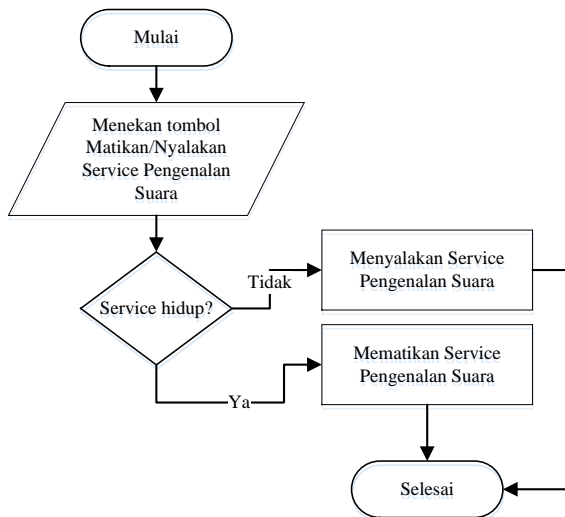 Mulai
Menekan tombol
Matikan/Nyalakan
Service Pengenalan
Suara
Service hidup?
Tidak
Menyalakan Service
Pengenalan Suara
Ya
Mematikan Service
Pengenalan Suara
Selesai